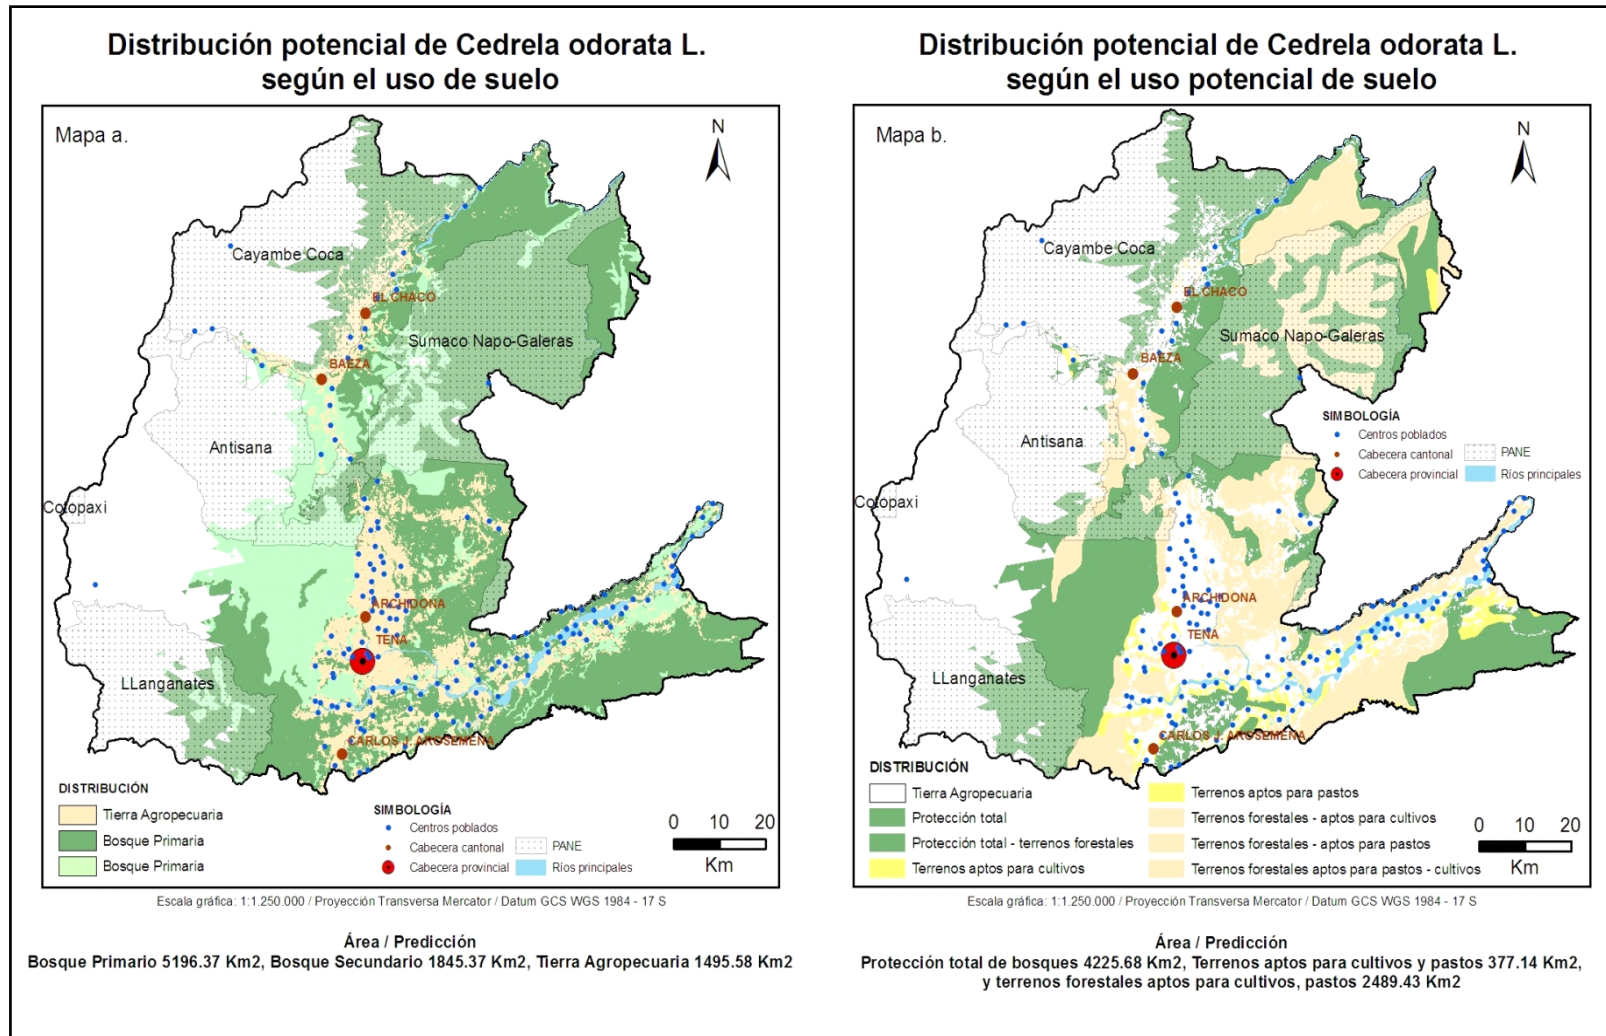 Distribución potencial de Cedrela odorata L.
según el uso de suelo
Mapa a.
N
Cayambe Coca
EL CHACO
Sumaco Napo-Galeras
BAEZA
Antisana
Cotopaxi
ARCHIDONA
TENA
LLanganates
CARLOS J. AROSEMENA
DISTRIBUCIÓN
Tierra Agropecuaria
Bosque Primaria
Bosque Primaria
SIMBOLOGÍA
Centros poblados
Cabecera cantonal
Cabecera provincial
PANE
Ríos principales
0 10 20
Km
Escala gráfica: 1:1.250.000 / Proyección Transversa Mercator / Datum GCS WGS 1984 - 17 S
Área / Predicción
Bosque Primario 5196.37 Km2, Bosque Secundario 1845.37 Km2, Tierra Agropecuaria 1495.58 Km2
Distribución potencial de Cedrela odorata L.
según el uso potencial de suelo
Mapa b.
N
Cayambe Coca
EL CHACO
Sumaco Napo-Galeras
BAEZA
SIMBOLOGÍA
Centros poblados
Cabecera cantonal
Cabecera provincial
PANE
Ríos principales
Antisana
Cotopaxi
ARCHIDONA
TENA
LLanganates
CARLOS J. AROSEMENA
DISTRIBUCIÓN
Tierra Agropecuaria
Protección total
Protección total - terrenos forestales
Terrenos aptos para cultivos
Terrenos aptos para pastos
Terrenos forestales - aptos para cultivos
Terrenos forestales - aptos para pastos
Terrenos forestales aptos para pastos - cultivos
0 10 20
Km
Escala gráfica: 1:1.250.000 / Proyección Transversa Mercator / Datum GCS WGS 1984 - 17 S
Área / Predicción
Protección total de bosques 4225.68 Km2, Terrenos aptos para cultivos y pastos 377.14 Km2,
y terrenos forestales aptos para cultivos, pastos 2489.43 Km2